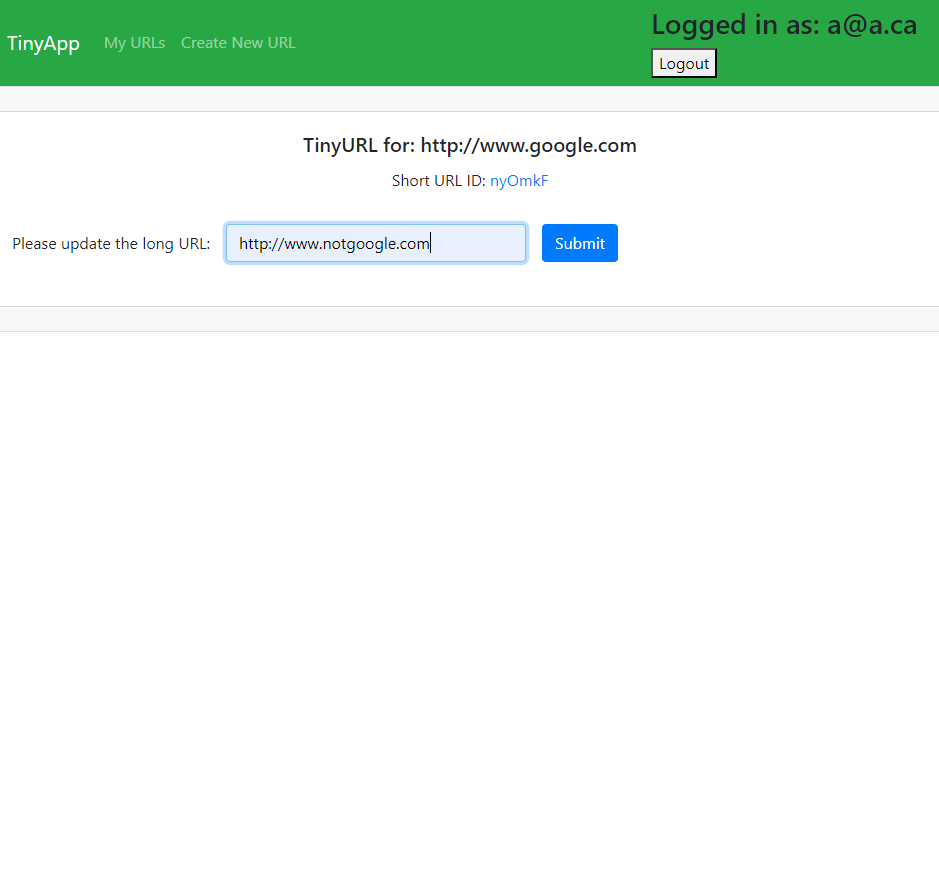 TinyApp My URLs Create New URL
Logged in as: a@a.ca
Logout
TinyURL for: http://www.google.com
Short URL ID: nyOmkF
Please update the long URL: http://www.notgoogle.com Submit